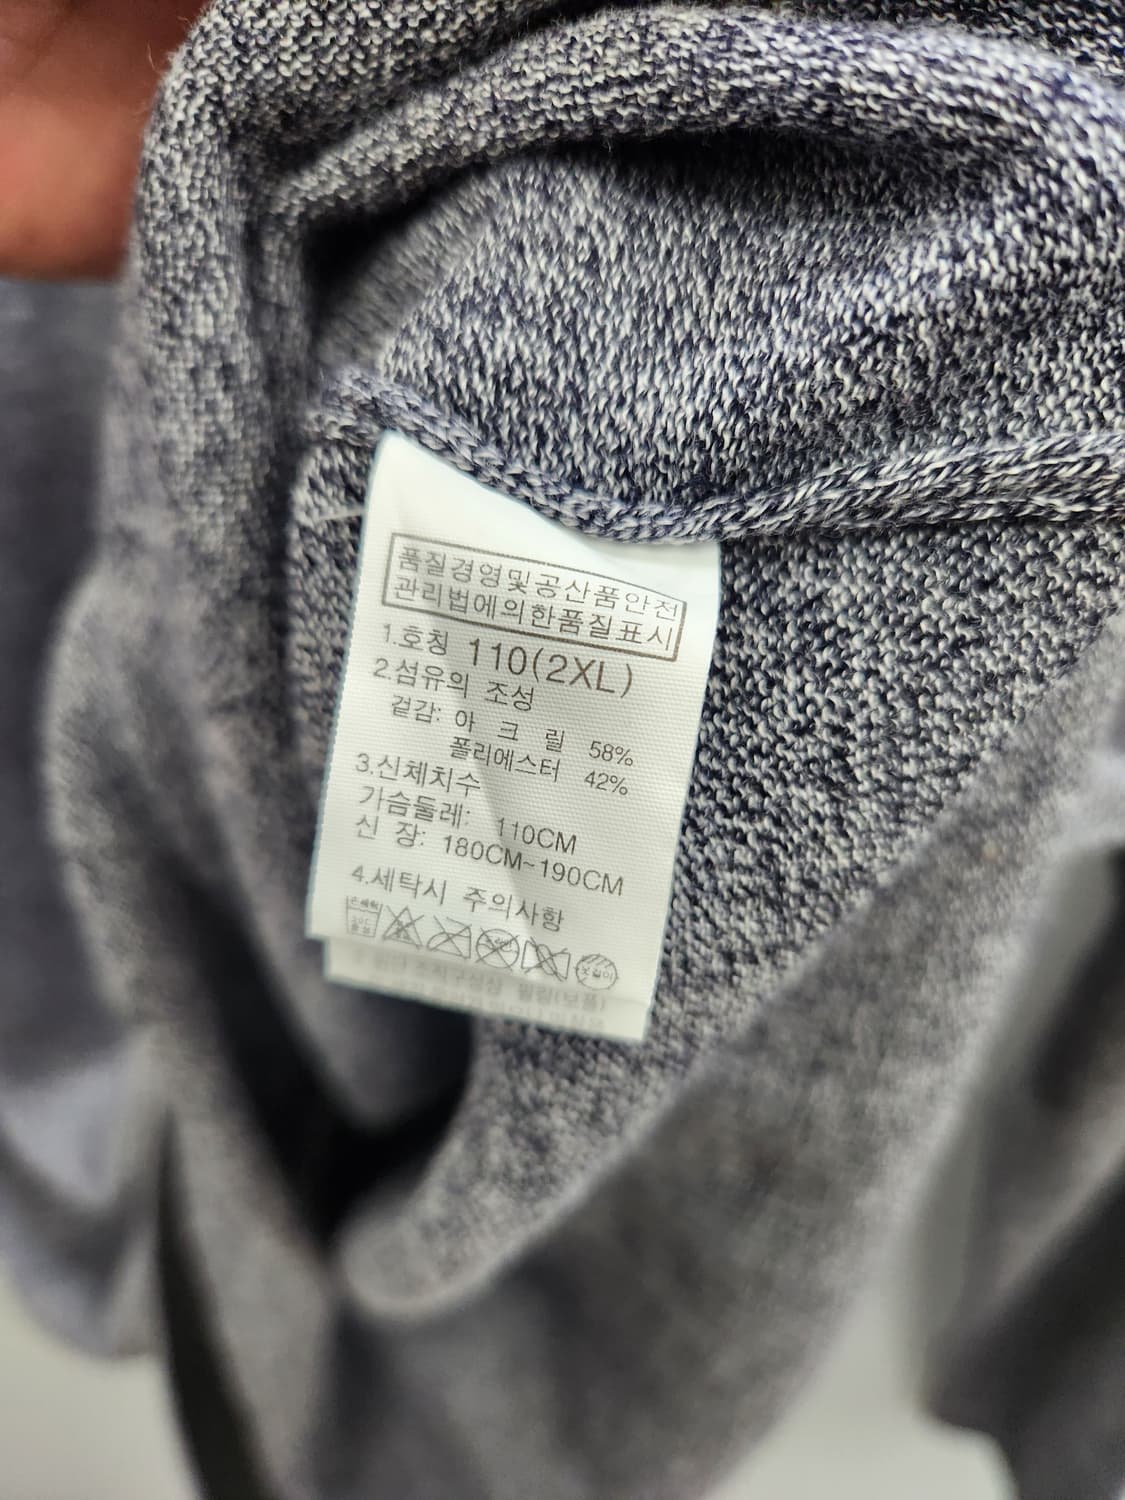 품질경영및공산품안전
관리법에의한품질표시
1.호칭 110(2XL)
2.섬유의 조성
겉감: 아 크 릴 58%
폴리에스터 42%
3.신체치수
가슴둘레: 110CM
신 장: 180CM~190CM
4.세탁시 주의사항